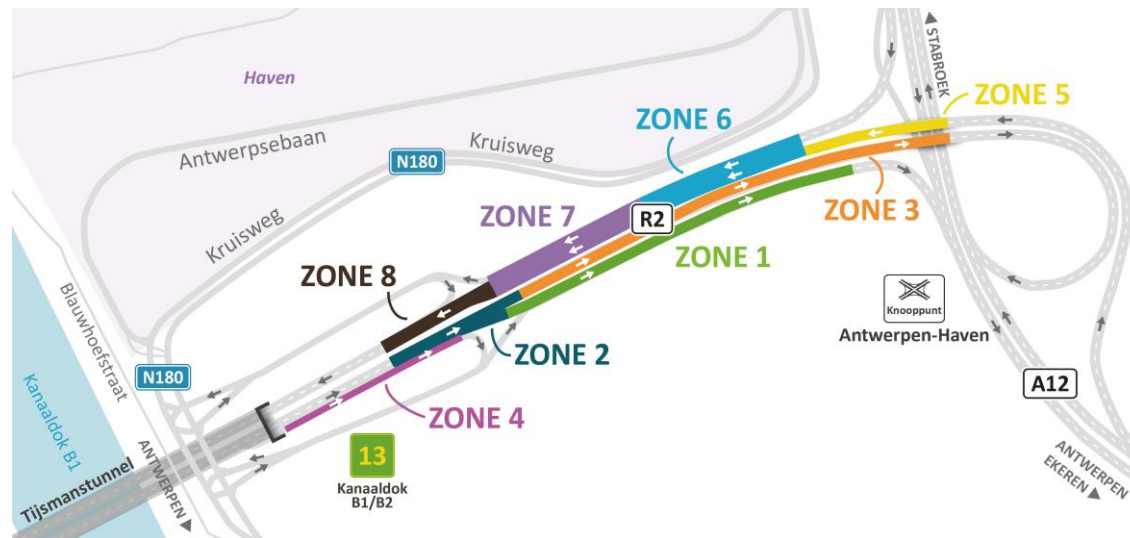 Haven
STABROEK
ZONE 5
ZONE 6
Antwerpsebaan
Kruisweg
N180
ZONE 3
ZONE 7
R2
Kruisweg
ZONE 1
ZONE 8
Blauwhoefstraat
Knooppunt
Antwerpen-Haven
ZONE 2
N180
A12
Kanaaldok B1
ZONE 4
13
Kanaaldok
B1/B2
ANTWERPEN
Tijsmanstunnel
ANTWERPEN
EKEREN